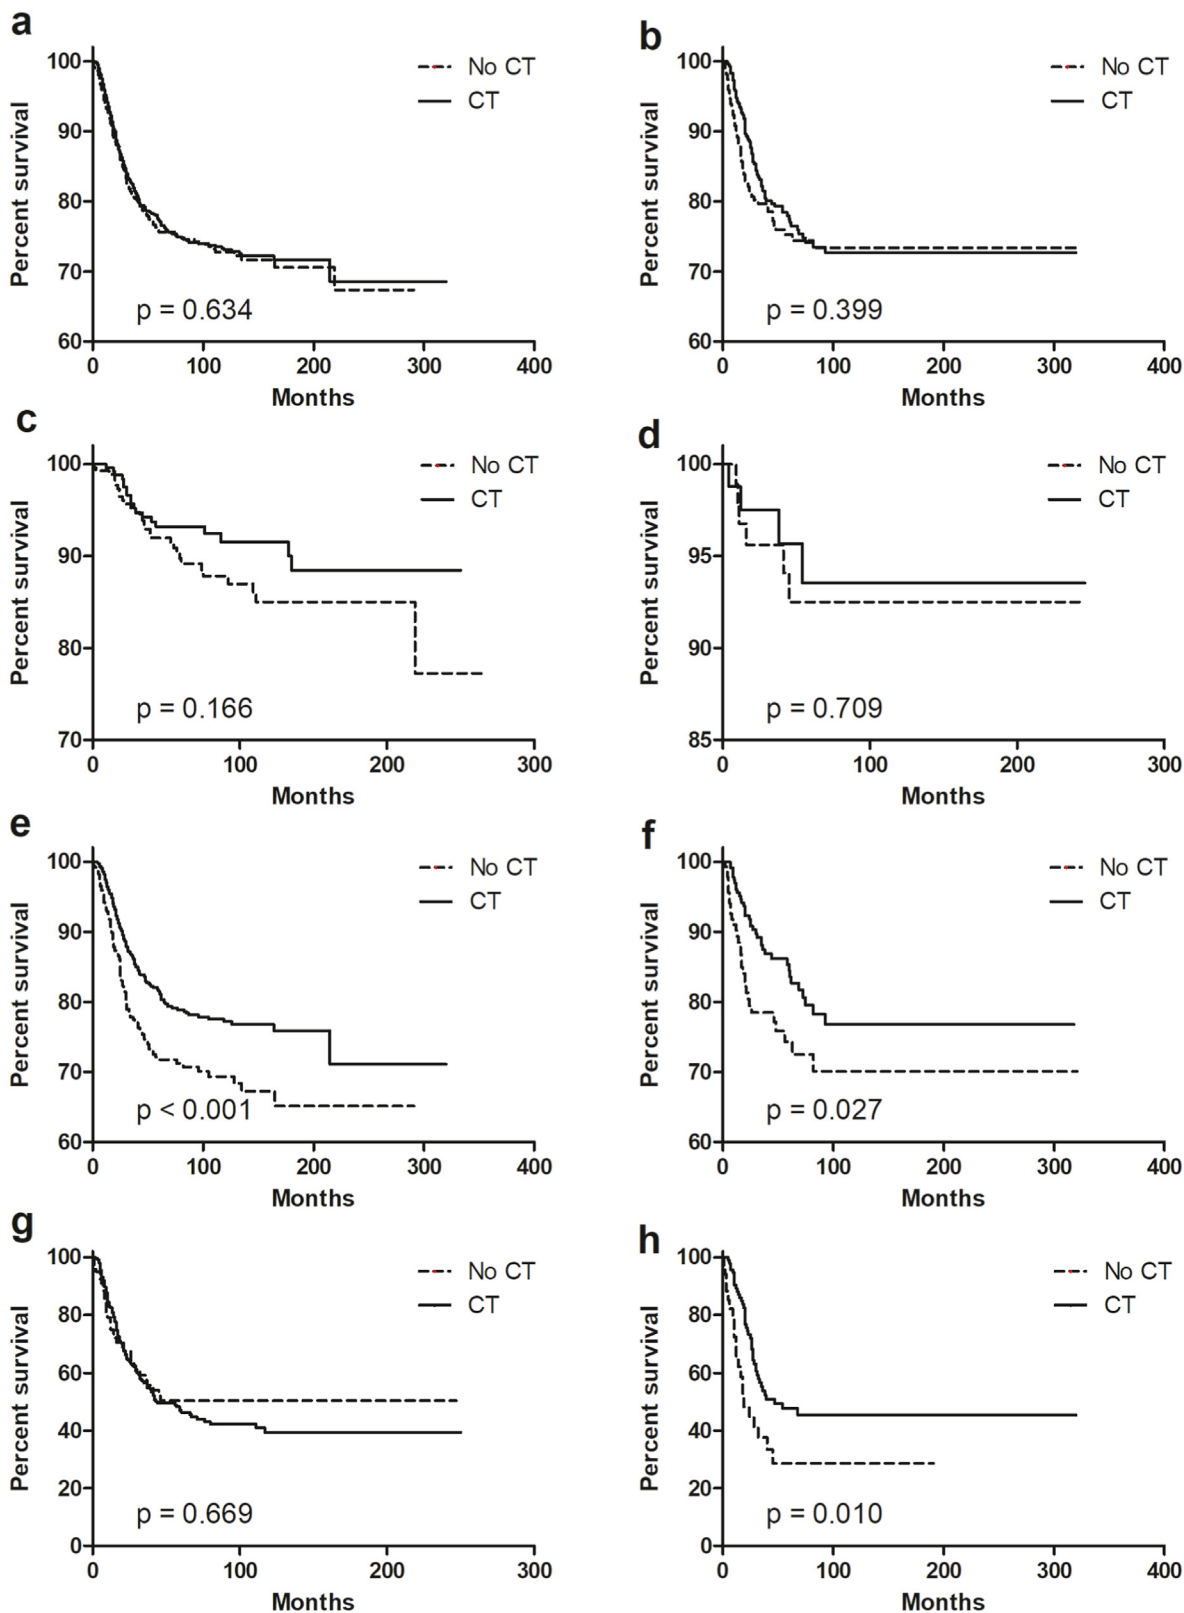 a
100
90
80
70
60
Percent survival
No CT
CT
p = 0.634
0 100 200 300 400
Months
b
100
90
80
70
60
Percent survival
No CT
CT
p = 0.399
0 100 200 300 400
Months
c
100
90
80
70
Percent survival
No CT
CT
p = 0.166
0 100 200 300
Months
d
100
95
90
85
Percent survival
No CT
CT
p = 0.709
0 100 200 300
Months
e
100
90
80
70
60
Percent survival
No CT
CT
p < 0.001
0 100 200 300 400
Months
f
100
90
80
70
60
Percent survival
No CT
CT
p = 0.027
0 100 200 300 400
Months
g
100
80
60
40
20
0
Percent survival
No CT
CT
p = 0.669
0 100 200 300
Months
h
100
80
60
40
20
0
Percent survival
No CT
CT
p = 0.010
0 100 200 300 400
Months